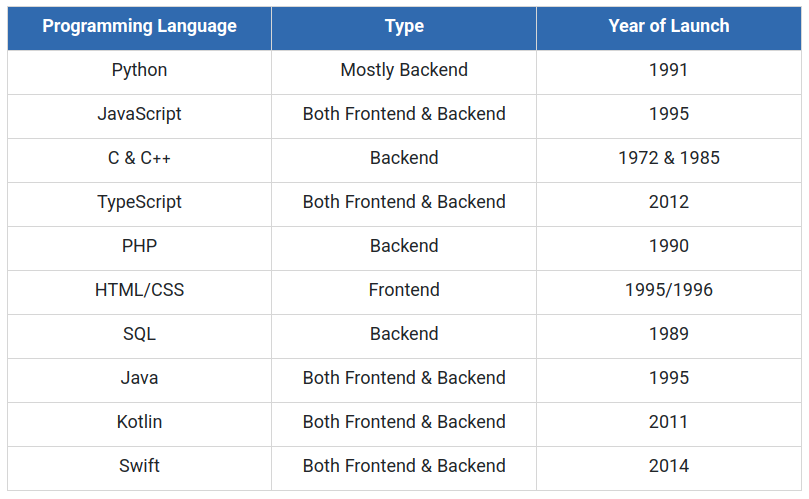 Programming Language Type Year of Launch
Python Mostly Backend 1991
JavaScript Both Frontend & Backend 1995
C & C++ Backend 1972 & 1985
TypeScript Both Frontend & Backend 2012
PHP Backend 1990
HTML/CSS Frontend 1995/1996
SQL Backend 1989
Java Both Frontend & Backend 1995
Kotlin Both Frontend & Backend 2011
Swift Both Frontend & Backend 2014